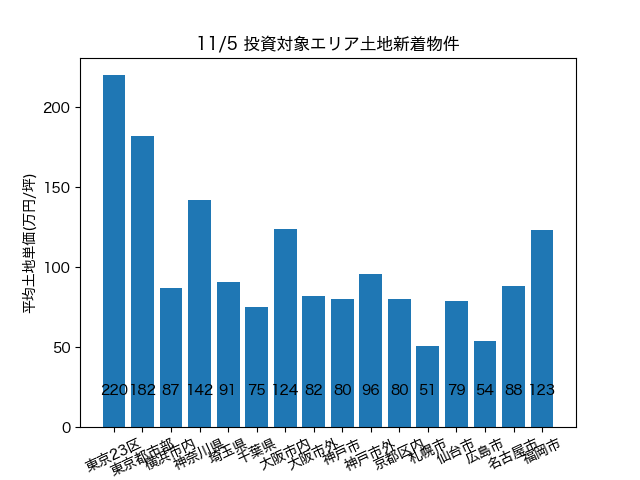 11/5 投資対象エリア土地新着物件
平均土地単価(万円/坪)
200
150
100
50
0
220 182 87 142 91 75 124 82 80 96 80 51 79 54 88 123
東京23区
東京都市部
横浜市内
神奈川県
埼玉県
千葉県
大阪市内
大阪市外
神戸市
神戸市外
京都区内
札幌市
仙台市
広島市
名古屋市
福岡市